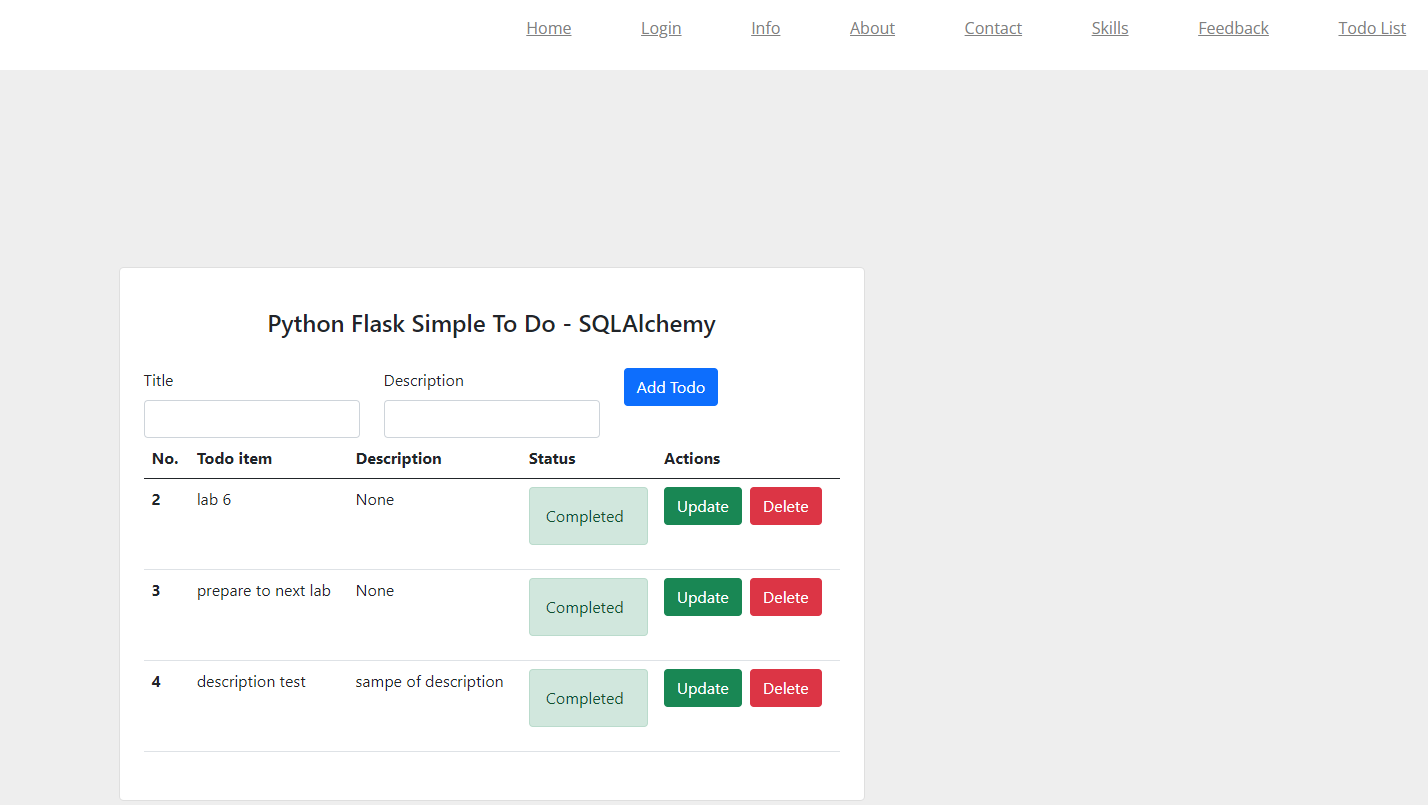 Home Login Info About Contact Skills Feedback Todo List
Python Flask Simple To Do - SQLAlchemy
Title Description Add Todo
No. Todo item Description Status Actions
2 lab 6 None Completed Update Delete
3 prepare to next lab None Completed Update Delete
4 description test sampe of description Completed Update Delete